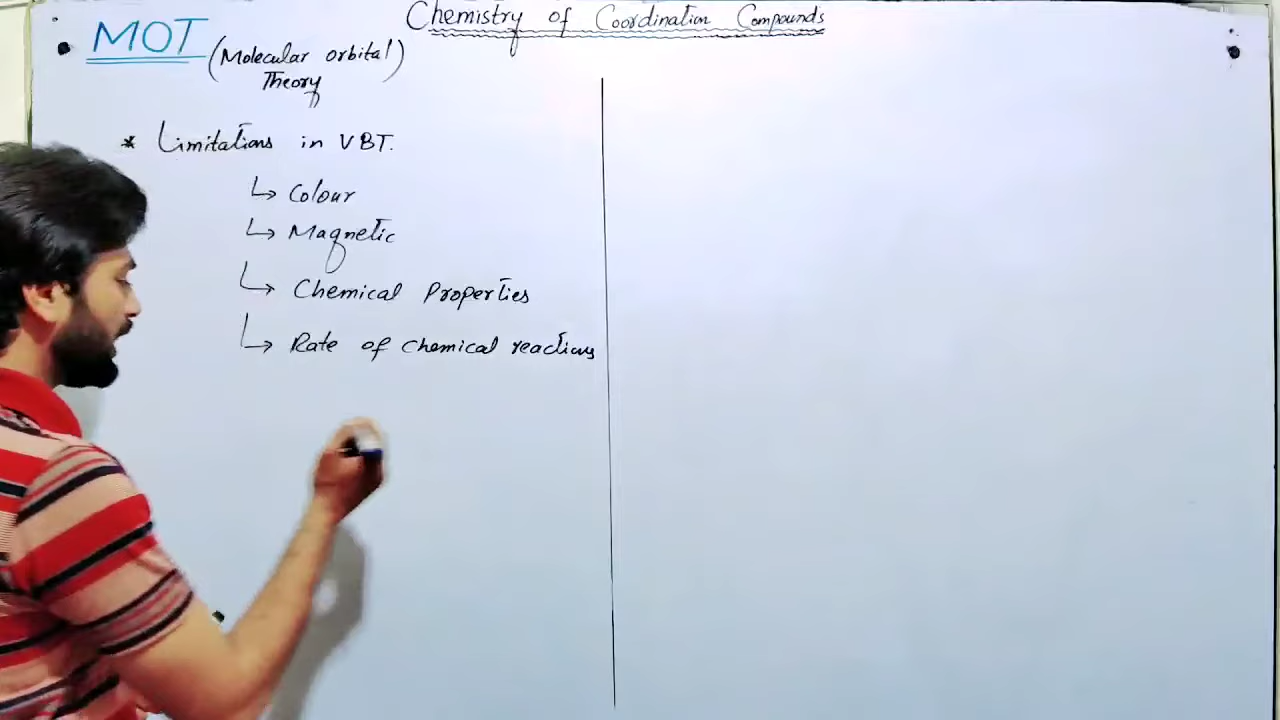 Chemistry of Coordination Compounds
MOT (Molecular orbital
Theory)
* Limitations in VBT.
↳ Colour
↳ Magnetic
↳ Chemical Properties
↳ Rate of chemical reactions